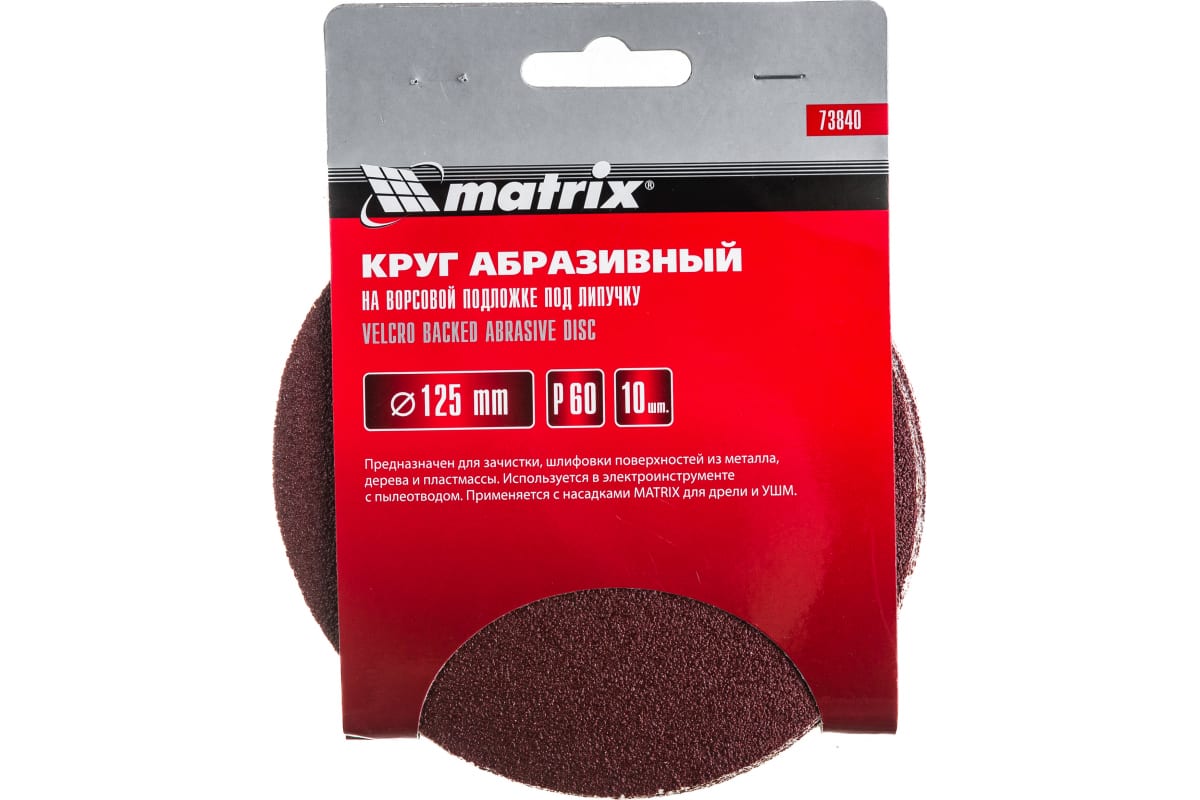 73840
matrix®
КРУГ АБРАЗИВНЫЙ
НА ВОРСОВОЙ ПОДЛОЖКЕ ПОД ЛИПУЧКУ
VELCRO BACKED ABRASIVE DISC
⌀ 125 mm P 60 10 шт.
Предназначен для зачистки, шлифовки поверхностей из металла,
дерева и пластмассы. Используется в электроинструменте
с пылеотводом. Применяется с насадками MATRIX для дрели и УШМ.